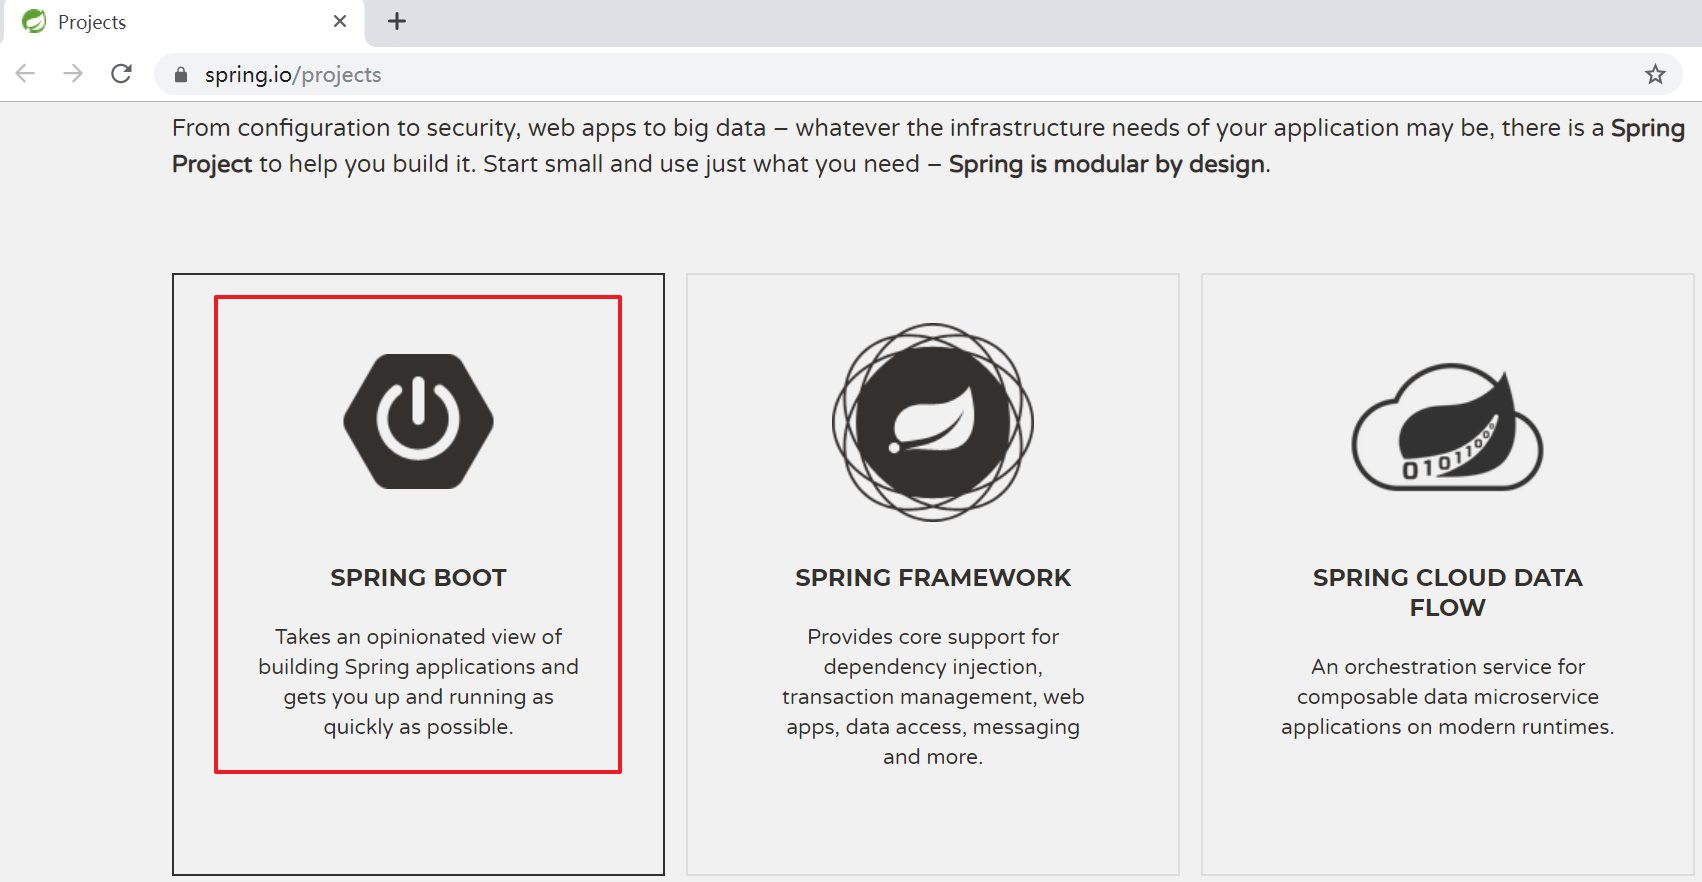 Projects
spring.io/projects
From configuration to security, web apps to big data – whatever the infrastructure needs of your application may be, there is a Spring
Project to help you build it. Start small and use just what you need – Spring is modular by design.
SPRING BOOT
Takes an opinionated view of
building Spring applications and
gets you up and running as
quickly as possible.
SPRING FRAMEWORK
Provides core support for
dependency injection,
transaction management, web
apps, data access, messaging
and more.
01011000
SPRING CLOUD DATA
FLOW
An orchestration service for
composable data microservice
applications on modern runtimes.